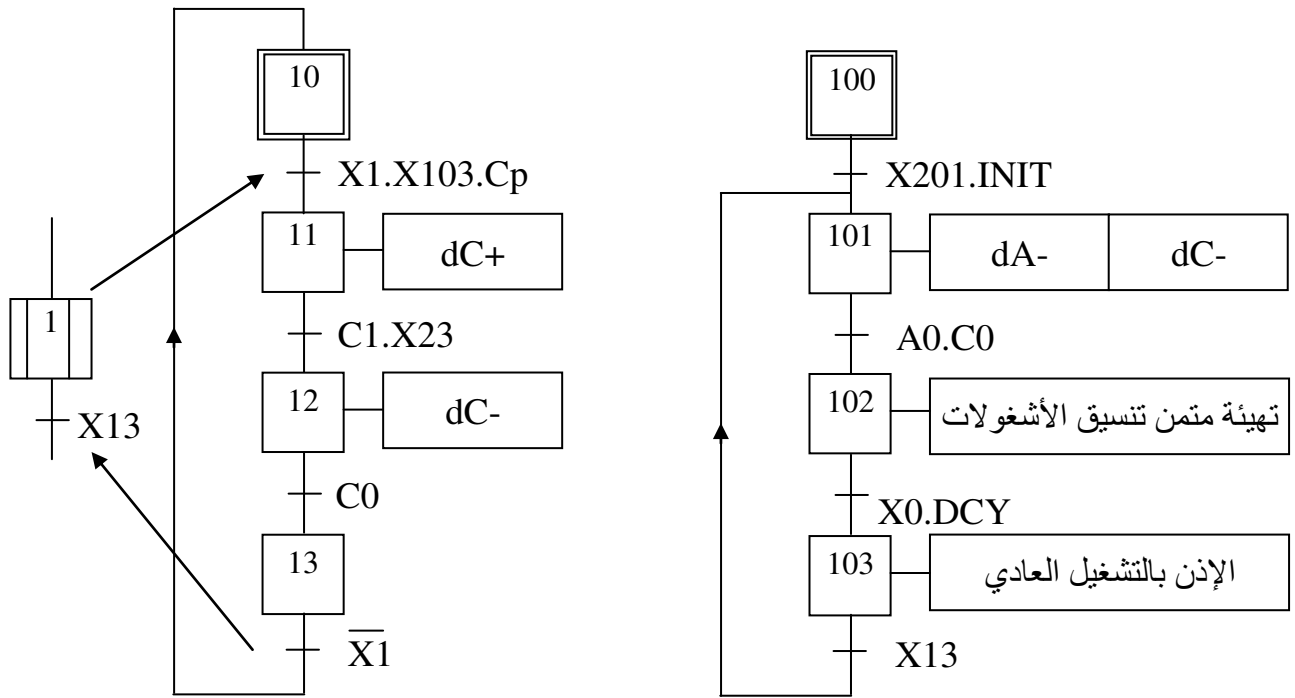 10
X1.X103.Cp
11
dC+
1
C1.X23
12
dC-
X13
C0
13
X1̅
100
X201.INIT
101
dA-
dC-
A0.C0
102
تهيئة متمن تنسيق الأشغولات
X0.DCY
103
الإذن بالتشغيل العادي
X13